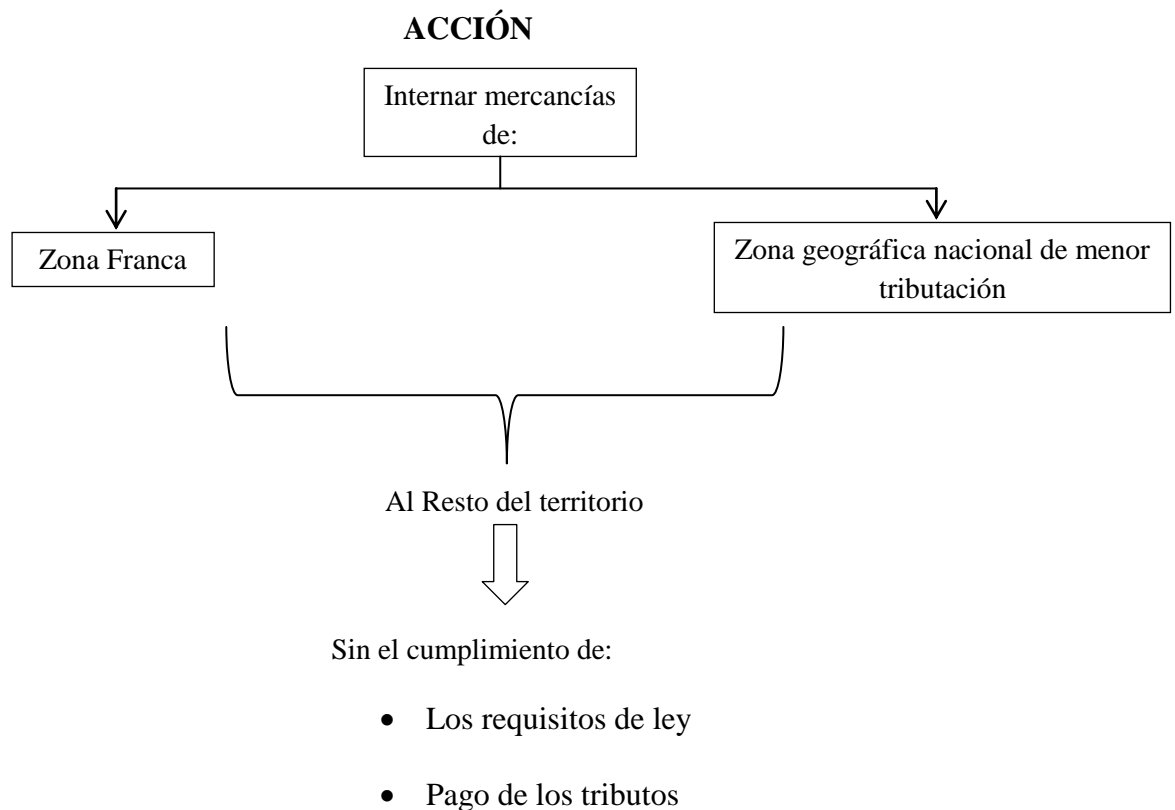 ACCIÓN
Internar mercancías
de:
Zona Franca
Zona geográfica nacional de menor
tributación
Al Resto del territorio
Sin el cumplimiento de:
• Los requisitos de ley
• Pago de los tributos